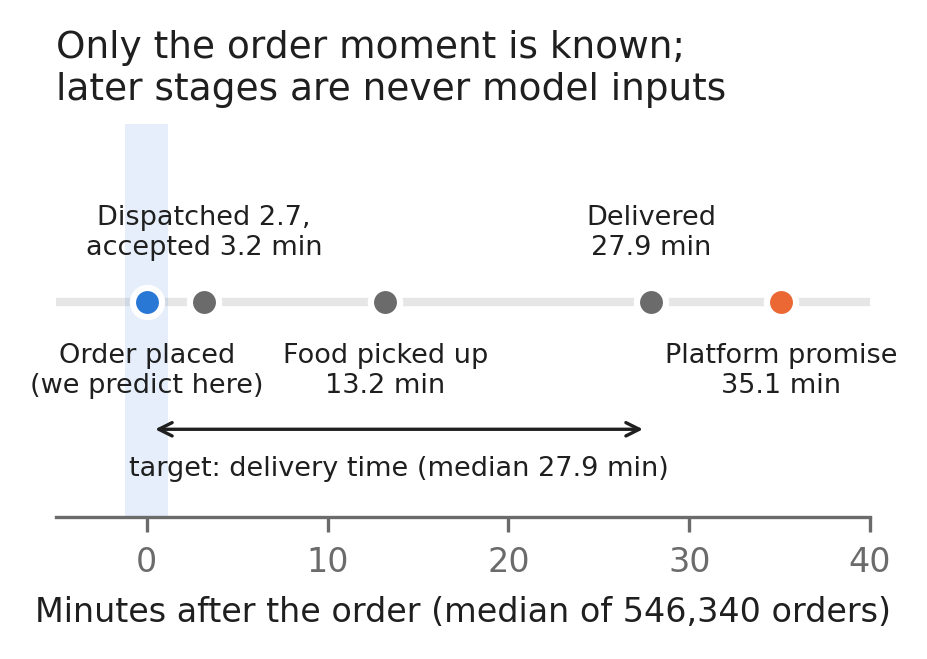 Only the order moment is known;
later stages are never model inputs
Dispatched 2.7,
accepted 3.2 min
Delivered
27.9 min
Order placed
(we predict here)
Food picked up
13.2 min
Platform promise
35.1 min
target: delivery time (median 27.9 min)
0 10 20 30 40
Minutes after the order (median of 546,340 orders)